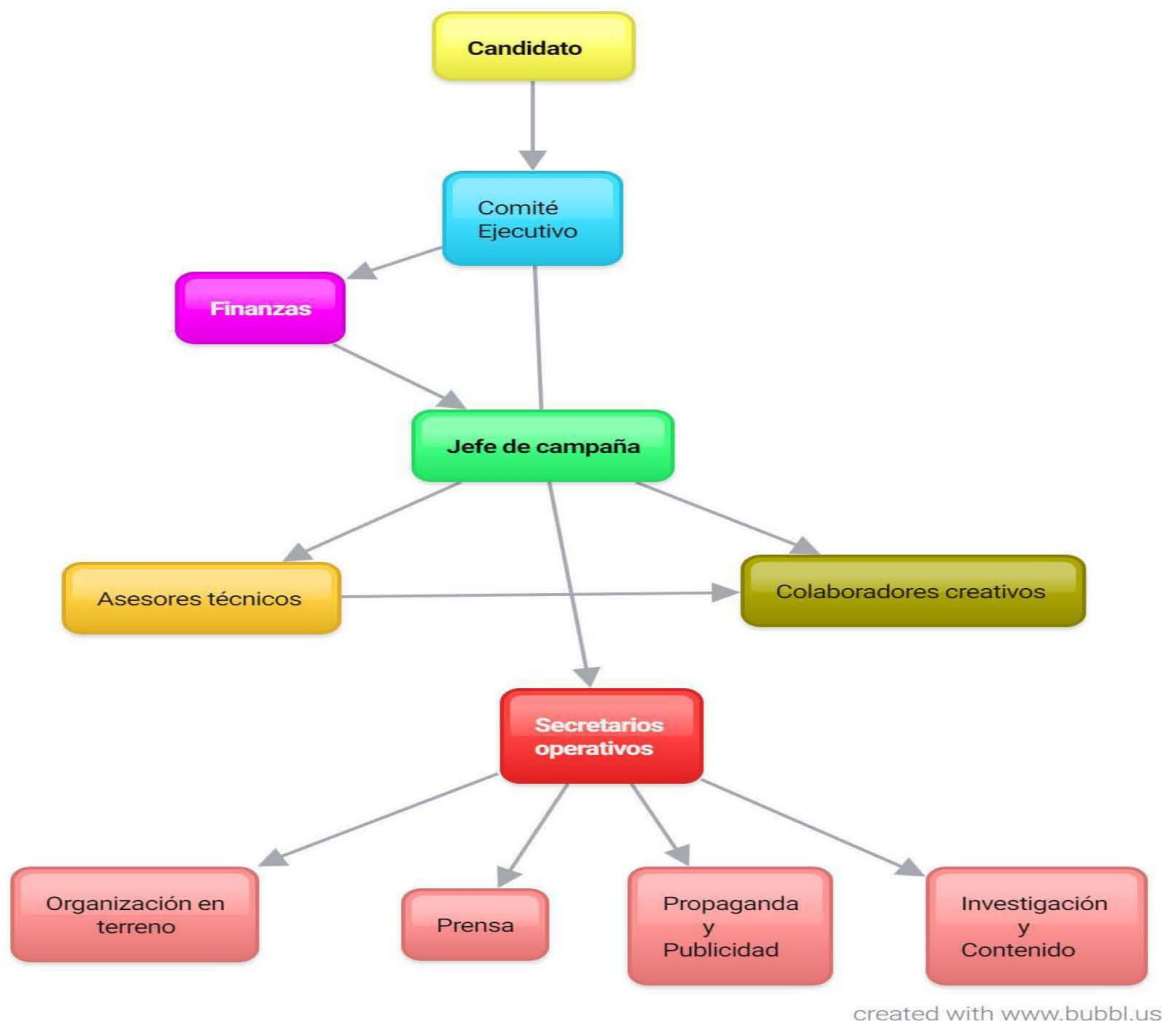 Candidato
Comité
Ejecutivo
Finanzas
Jefe de campaña
Asesores técnicos
Colaboradores creativos
Secretarios
operativos
Organización en
terreno
Prensa
Propaganda
y
Publicidad
Investigación
y
Contenido
created with www.bubbl.us